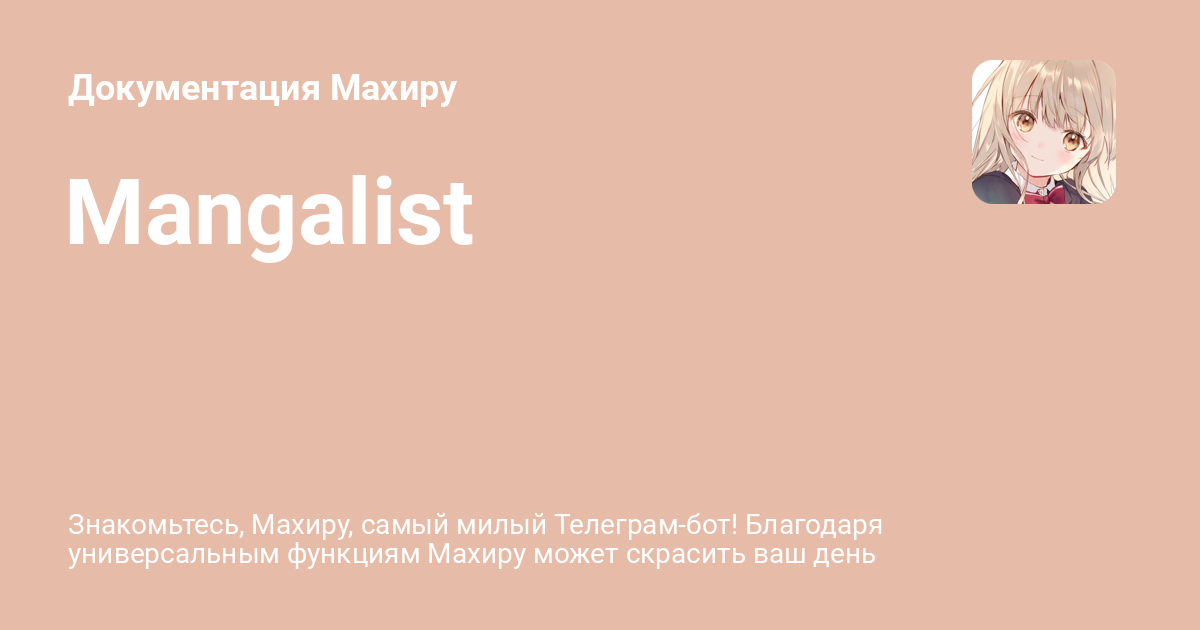 Документация Махиру
Mangalist
Знакомьтесь, Махиру, самый милый Телеграм-бот! Благодаря
универсальным функциям Махиру может скрасить ваш день